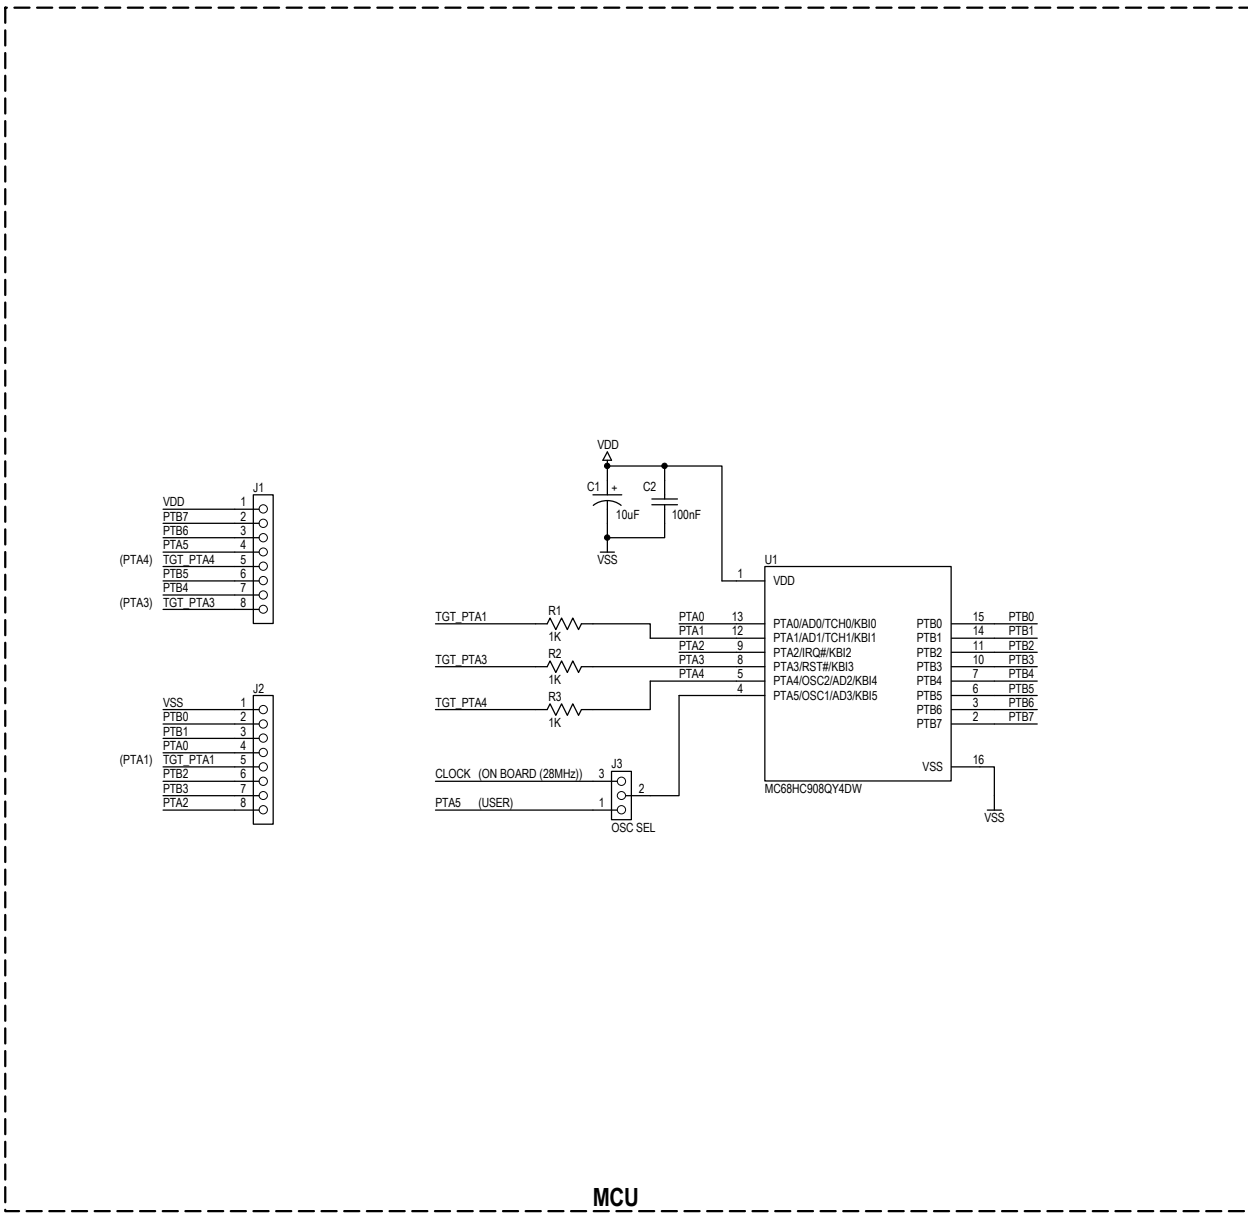 VDD
C1 +
C2
10uF
100nF
VSS
J1
VDD 1
PTB7 2
PTB6 3
PTA5 4
(PTA4) TGT_PTA4 5
PTB5 6
PTB4 7
(PTA3) TGT_PTA3 8
J2
VSS 1
PTB0 2
PTB1 3
PTA0 4
(PTA1) TGT_PTA1 5
PTB2 6
PTB3 7
PTA2 8
TGT_PTA1
R1
1K
TGT_PTA3
R2
1K
TGT_PTA4
R3
1K
CLOCK (ON BOARD (28MHz)) 3
J3
2
PTA5 (USER) 1
OSC SEL
U1
1 VDD
PTA0 13 PTA0/AD0/TCH0/KBI0
PTA1 12 PTA1/AD1/TCH1/KBI1
PTA2 9 PTA2/IRQ#/KBI2
PTA3 8 PTA3/RST#/KBI3
PTA4 5 PTA4/OSC2/AD2/KBI4
4 PTA5/OSC1/AD3/KBI5
PTB0 15 PTB0
PTB1 14 PTB1
PTB2 11 PTB2
PTB3 10 PTB3
PTB4 7 PTB4
PTB5 6 PTB5
PTB6 3 PTB6
PTB7 2 PTB7
VSS 16
MC68HC908QY4DW
VSS
MCU